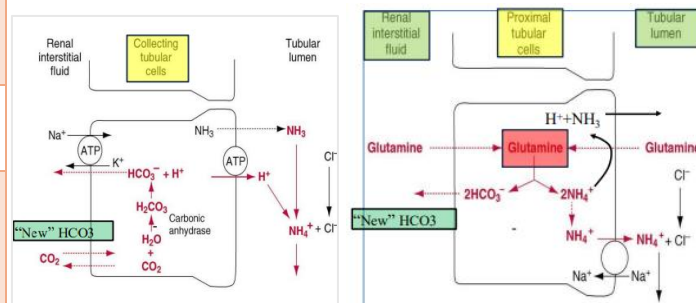 Renal interstitial fluid
Collecting tubular cells
Tubular lumen
Na⁺
ATP
K⁺
NH₃
NH₃
ATP
Cl⁻
HCO₃⁻ + H⁺
H⁺
H₂CO₃
Carbonic anhydrase
"New" HCO3
H₂O
+
CO₂
CO₂
NH₄⁺ + Cl⁻
Renal interstitial fluid
Proximal tubular cells
Tubular lumen
H⁺+NH₃
Glutamine
Glutamine
Glutamine
Cl⁻
2HCO₃⁻
2NH₄⁺
"New" HCO3
-
NH₄⁺
NH₄⁺ + Cl⁻
Na⁺
Na⁺